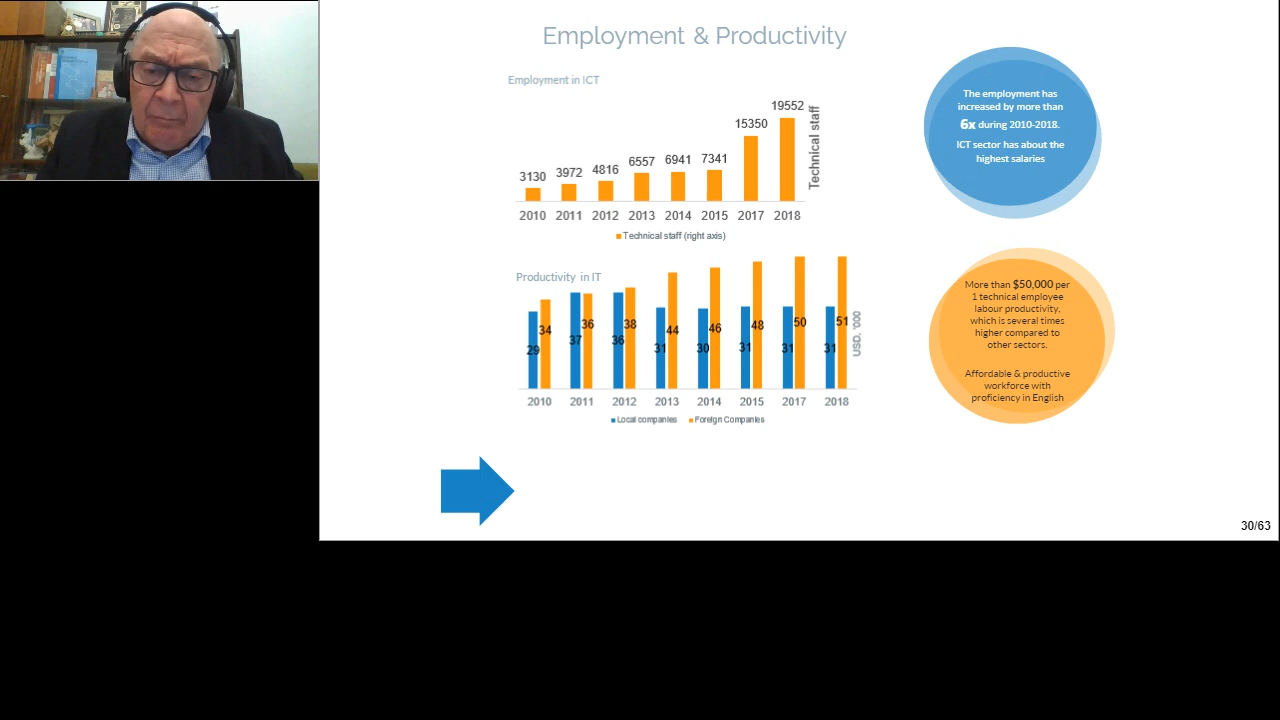 Employment & Productivity
Employment in ICT
3130 3972 4816 6557 6941 7341 15350 19552
Technical staff
2010 2011 2012 2013 2014 2015 2017 2018
Technical staff (right axis)
The employment has
increased by more than
6x during 2010-2018.
ICT sector has about the
highest salaries
Productivity in IT
29 34 37 36 36 38 31 44 30 46 31 48 31 50 31 51
USD, '000
2010 2011 2012 2013 2014 2015 2017 2018
Local companies Foreign Companies
More than $50,000 per
1 technical employee
labour productivity,
which is several times
higher compared to
other sectors.
Affordable & productive
workforce with
proficiency in English
30/63